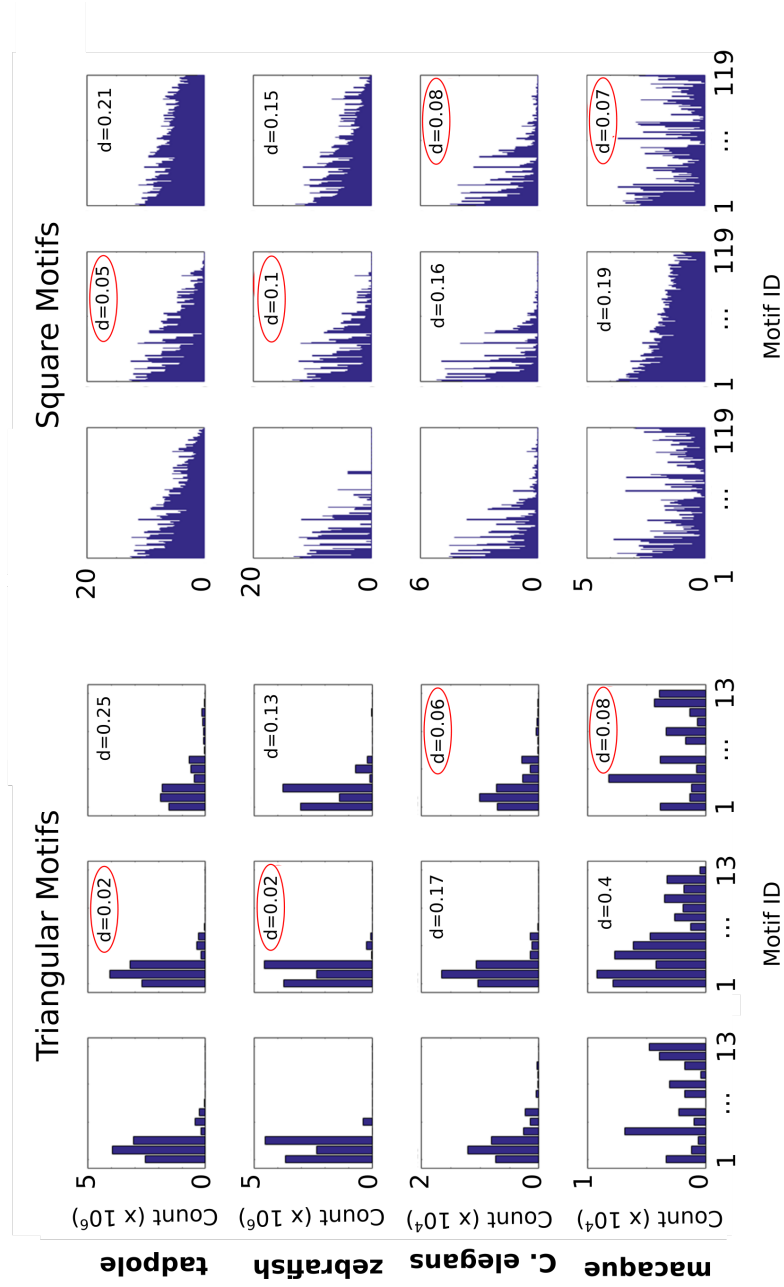 Triangular Motifs
Square Motifs
tadpole
Count (x 10⁶)
5
0
d=0.02
d=0.25
20
0
d=0.05
d=0.21
zebrafish
Count (x 10⁶)
5
0
d=0.02
d=0.13
20
0
d=0.1
d=0.15
C. elegans
Count (x 10⁴)
2
0
d=0.17
d=0.06
6
0
d=0.16
d=0.08
macaque
Count (x 10⁴)
1
0
d=0.4
d=0.08
5
0
d=0.19
d=0.07
1 ... 13
1 ... 13
1 ... 13
1 ... 119
1 ... 119
1 ... 119
Motif ID
Motif ID